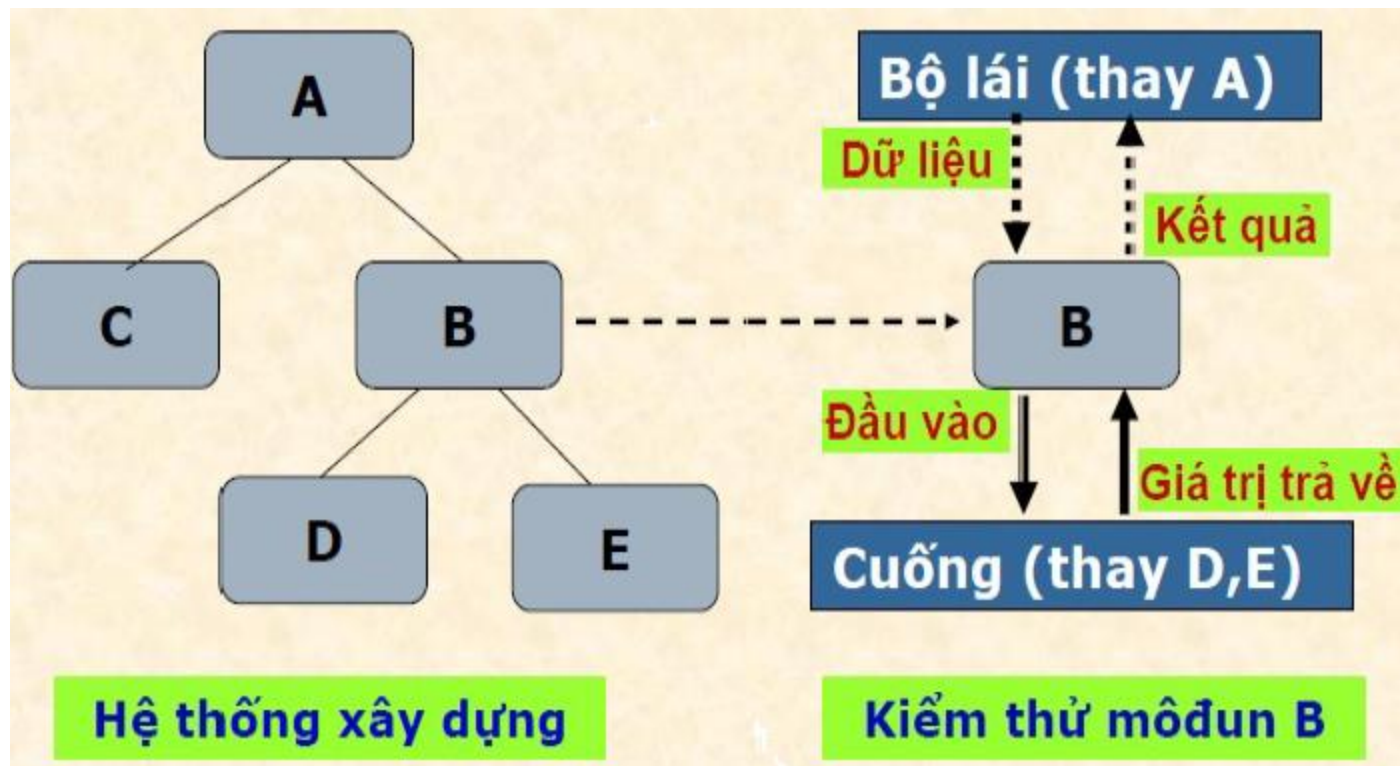 A
Bộ lái (thay A)
Dữ liệu
Kết quả
C
B
B
Đầu vào
Giá trị trả về
D
E
Cuống (thay D,E)
Hệ thống xây dựng
Kiểm thử môđun B